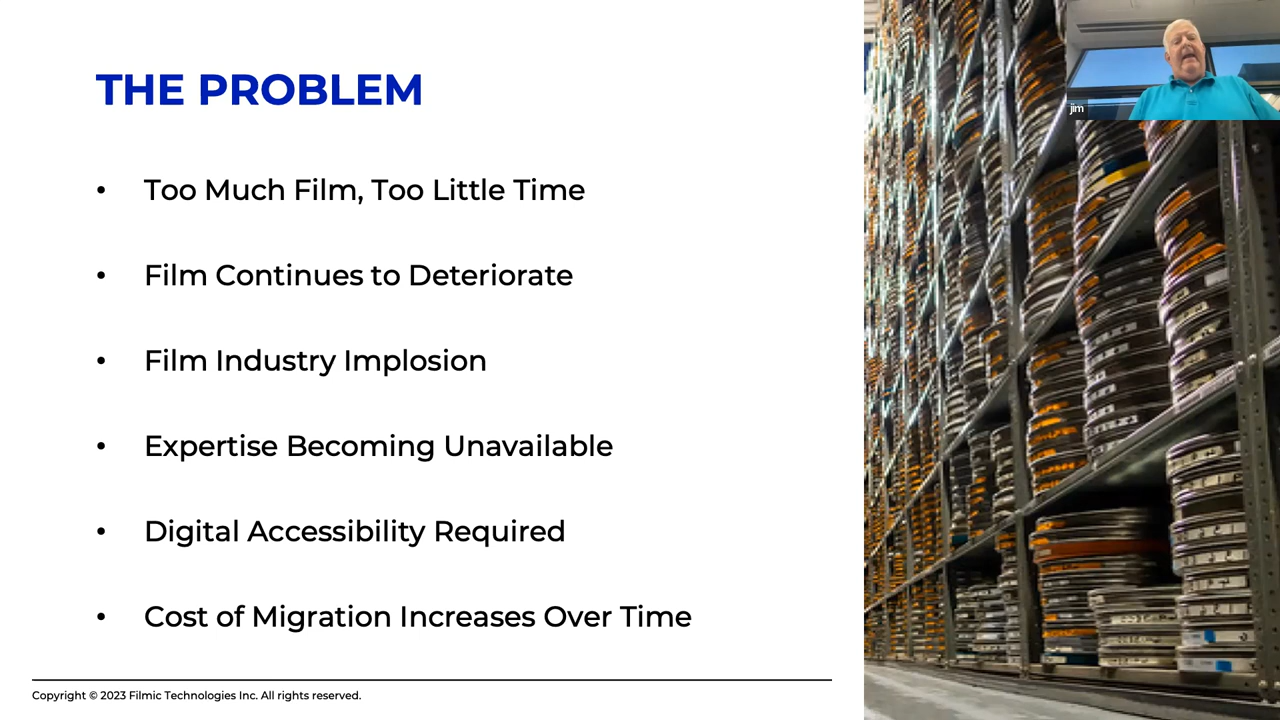 THE PROBLEM
• Too Much Film, Too Little Time
• Film Continues to Deteriorate
• Film Industry Implosion
• Expertise Becoming Unavailable
• Digital Accessibility Required
• Cost of Migration Increases Over Time
Copyright © 2023 Filmic Technologies Inc. All rights reserved.
jim